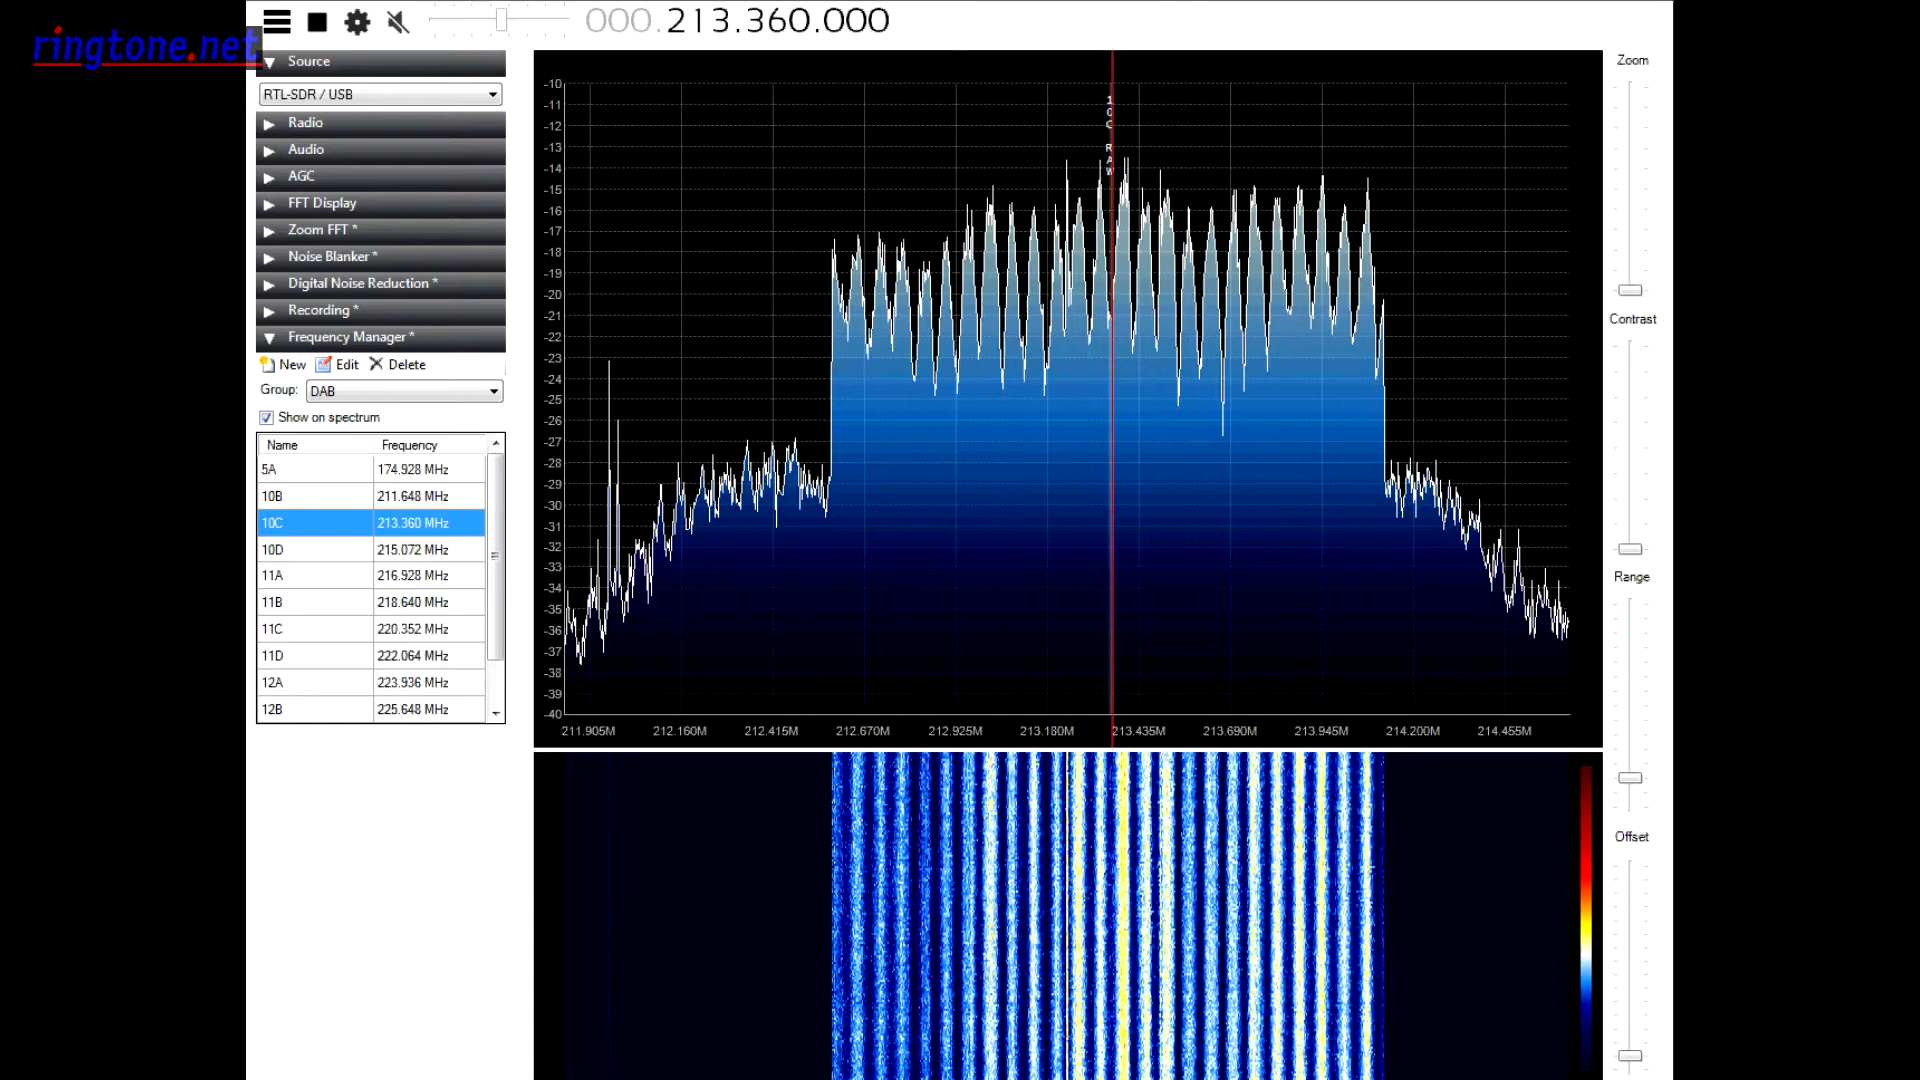 000.213.360.000
ringtone.net
Source
RTL-SDR / USB
Radio
Audio
AGC
FFT Display
Zoom FFT *
Noise Blanker *
Digital Noise Reduction *
Recording *
Frequency Manager *
New Edit Delete
Group: DAB
Show on spectrum
Name Frequency
5A 174.928 MHz
10B 211.648 MHz
10C 213.360 MHz
10D 215.072 MHz
11A 216.928 MHz
11B 218.640 MHz
11C 220.352 MHz
11D 222.064 MHz
12A 223.936 MHz
12B 225.648 MHz
-10
-11
-12
-13
-14
-15
-16
-17
-18
-19
-20
-21
-22
-23
-24
-25
-26
-27
-28
-29
-30
-31
-32
-33
-34
-35
-36
-37
-38
-39
-40
10C RAW
211.905M 212.160M 212.415M 212.670M 212.925M 213.180M 213.435M 213.690M 213.945M 214.200M 214.455M
Zoom
Contrast
Range
Offset